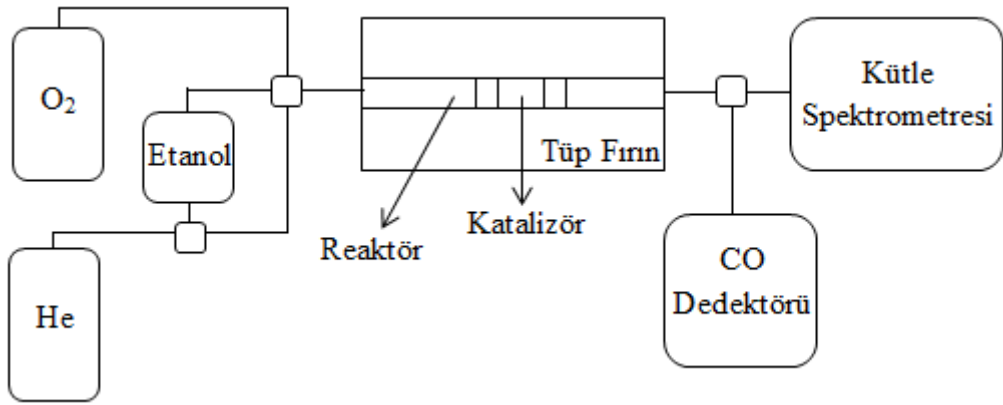 O₂
Etanol
He
Reaktör
Katalizör
Tüp Fırın
Kütle
Spektrometresi
CO
Dedektörü